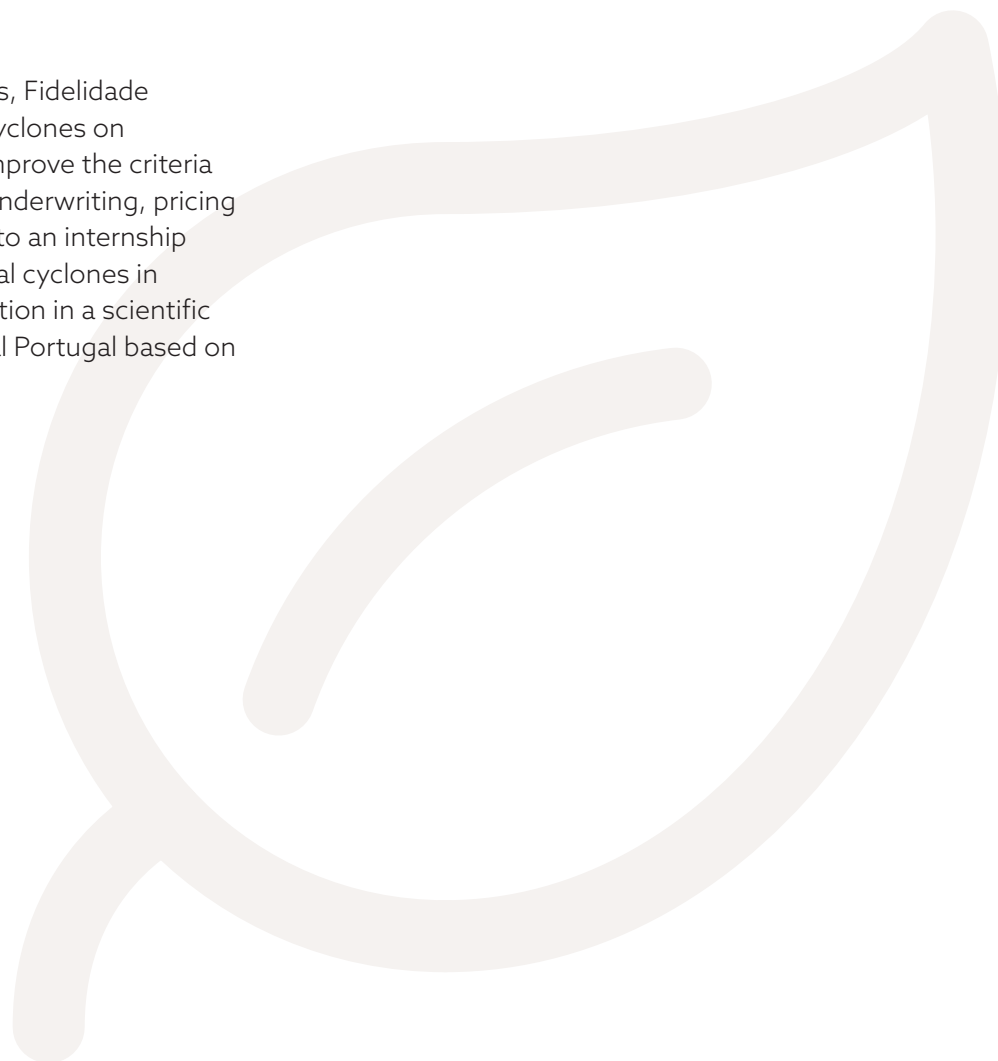 s, Fidelidade
yclones on
nprove the criteria
nderwriting, pricing
to an internship
al cyclones in
tion in a scientific
l Portugal based on